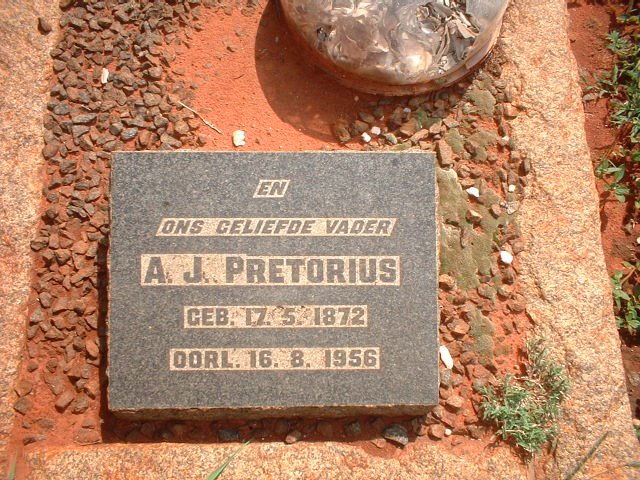 EN
ONS GELIEFDE VADER
A. J. PRETORIUS
GEB. 17. 5. 1872
OORL. 16. 8. 1956